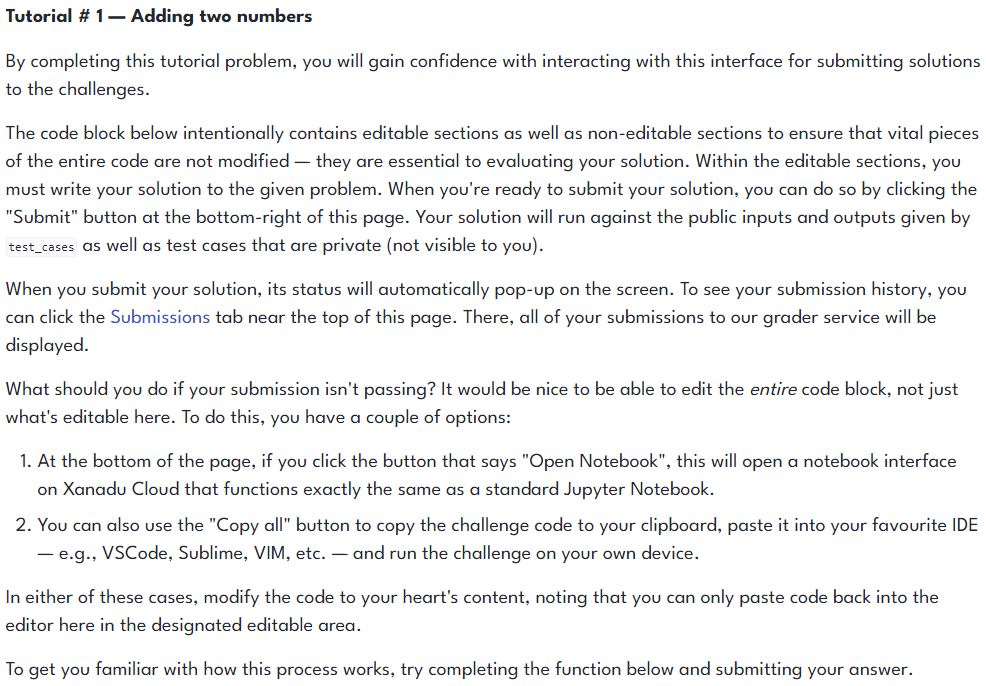 Tutorial # 1 — Adding two numbers
By completing this tutorial problem, you will gain confidence with interacting with this interface for submitting solutions
to the challenges.
The code block below intentionally contains editable sections as well as non-editable sections to ensure that vital pieces
of the entire code are not modified — they are essential to evaluating your solution. Within the editable sections, you
must write your solution to the given problem. When you're ready to submit your solution, you can do so by clicking the
"Submit" button at the bottom-right of this page. Your solution will run against the public inputs and outputs given by
test_cases as well as test cases that are private (not visible to you).
When you submit your solution, its status will automatically pop-up on the screen. To see your submission history, you
can click the Submissions tab near the top of this page. There, all of your submissions to our grader service will be
displayed.
What should you do if your submission isn't passing? It would be nice to be able to edit the entire code block, not just
what's editable here. To do this, you have a couple of options:
1. At the bottom of the page, if you click the button that says "Open Notebook", this will open a notebook interface
on Xanadu Cloud that functions exactly the same as a standard Jupyter Notebook.
2. You can also use the "Copy all" button to copy the challenge code to your clipboard, paste it into your favourite IDE
— e.g., VSCode, Sublime, VIM, etc. — and run the challenge on your own device.
In either of these cases, modify the code to your heart's content, noting that you can only paste code back into the
editor here in the designated editable area.
To get you familiar with how this process works, try completing the function below and submitting your answer.